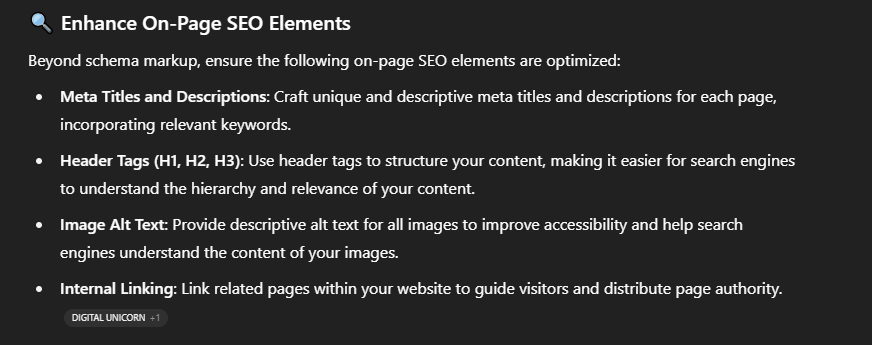 🔍 Enhance On-Page SEO Elements
Beyond schema markup, ensure the following on-page SEO elements are optimized:
• Meta Titles and Descriptions: Craft unique and descriptive meta titles and descriptions for each page,
incorporating relevant keywords.
• Header Tags (H1, H2, H3): Use header tags to structure your content, making it easier for search engines
to understand the hierarchy and relevance of your content.
• Image Alt Text: Provide descriptive alt text for all images to improve accessibility and help search
engines understand the content of your images.
• Internal Linking: Link related pages within your website to guide visitors and distribute page authority.
DIGITAL UNICORN +1